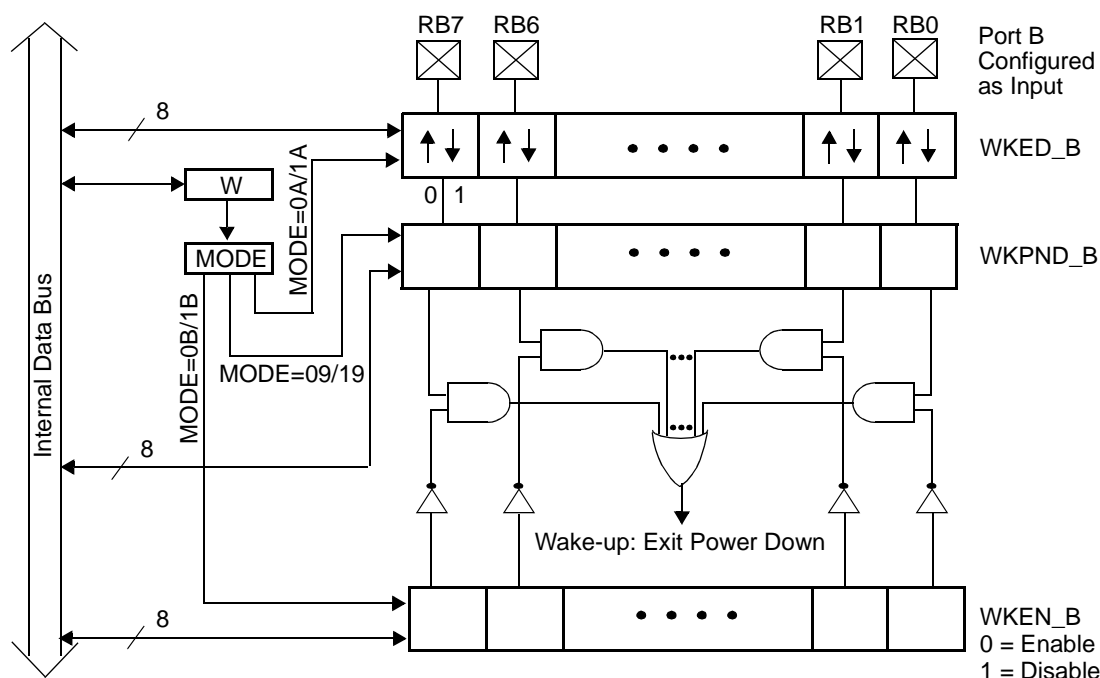 RB7 RB6 RB1 RB0
Port B
Configured
as Input
8
WKED_B
W
0 1
MODE=0A/1A
MODE
WKPND_B
Internal Data Bus
MODE=0B/1B
MODE=09/19
8
Wake-up: Exit Power Down
8
WKEN_B
0 = Enable
1 = Disable